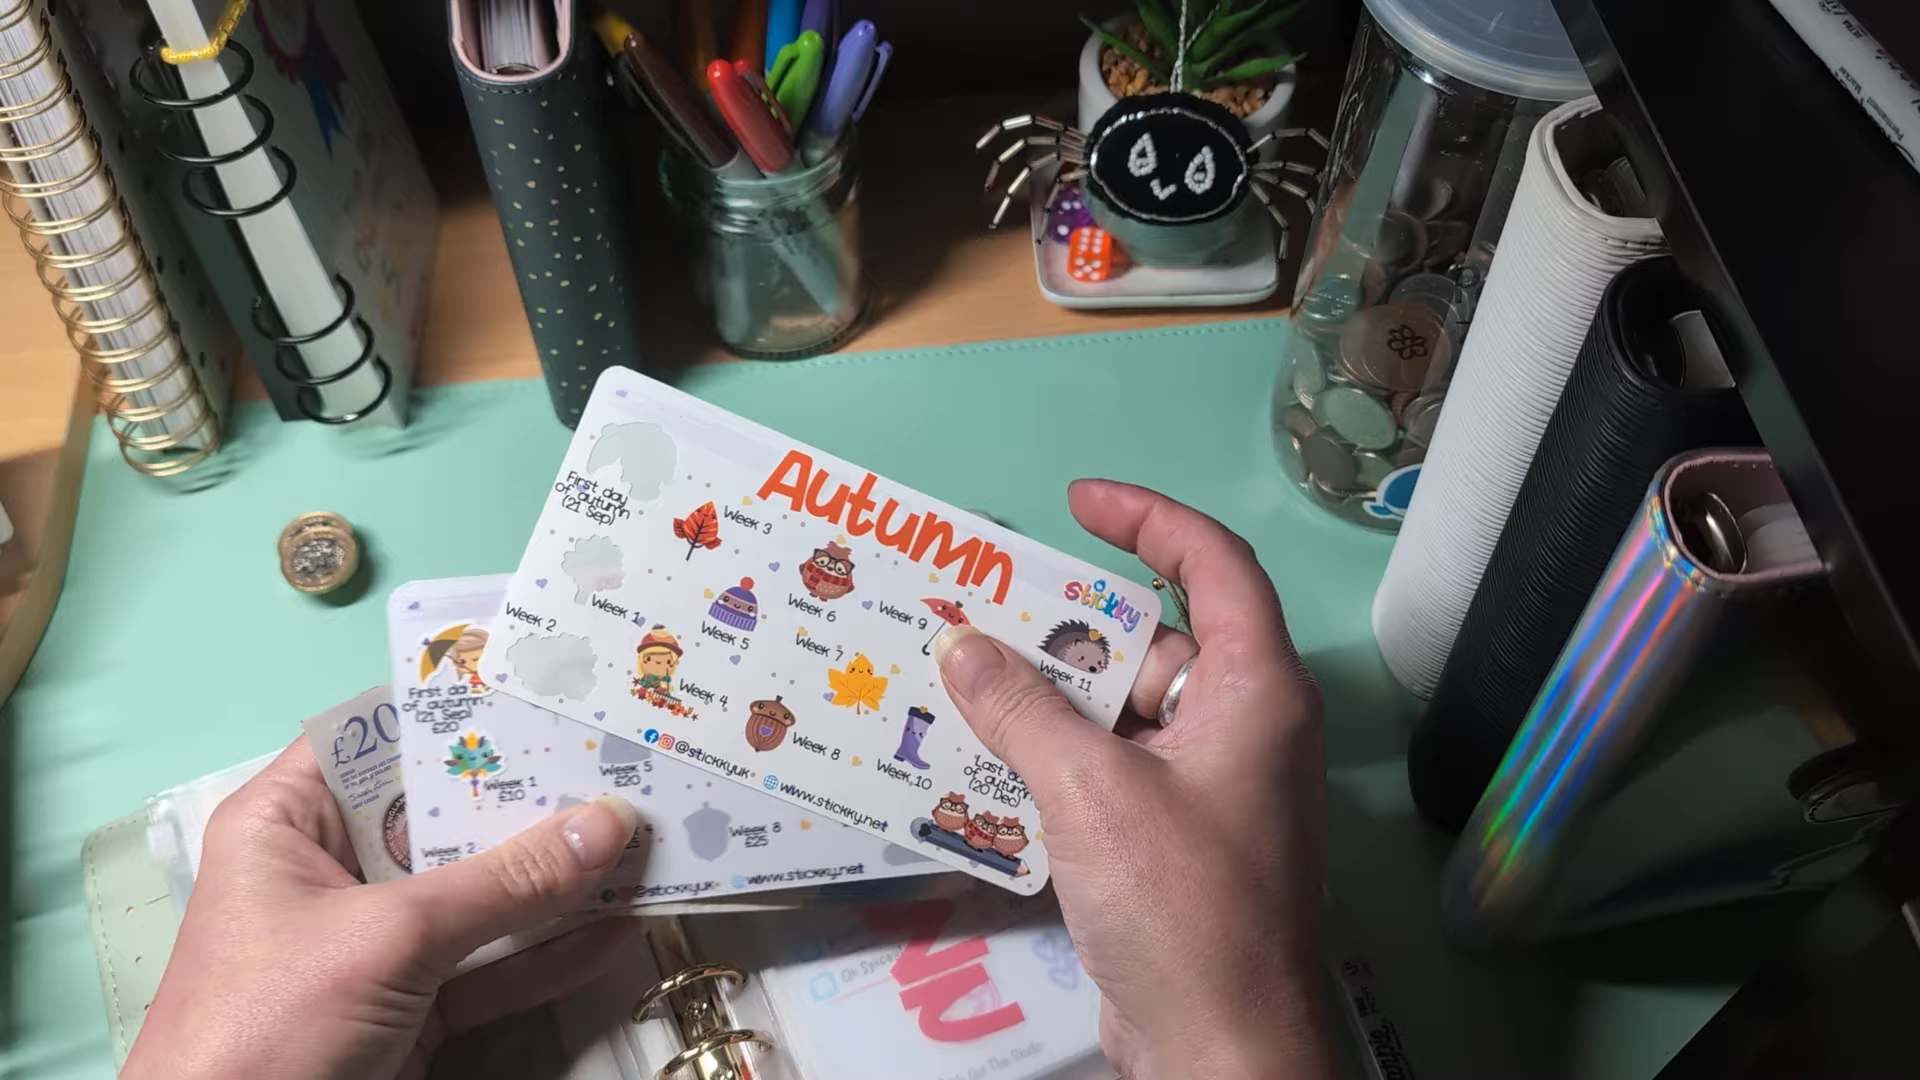 Autumn
stickky
First day
of autumn
(21 Sep)
Week 3
Week 1
Week 2
Week 5
Week 6
Week 9
Week 7
Week 4
Week 8
Week 10
Week 11
Last da
of autumn
(20 Dec)
@stickkyuk
www.stickky.net
£20
First da
of autumn
(21 Sep)
£20
Week 1
£10
Week 5
£20
Week 2
Week 8
£25
@stickkyuk
www.stickky.net